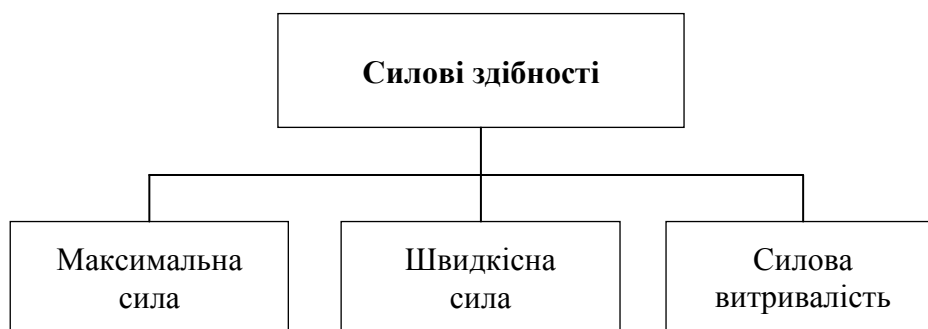 Силові здібності
Максимальна
сила
Швидкісна
сила
Силова
витривалість